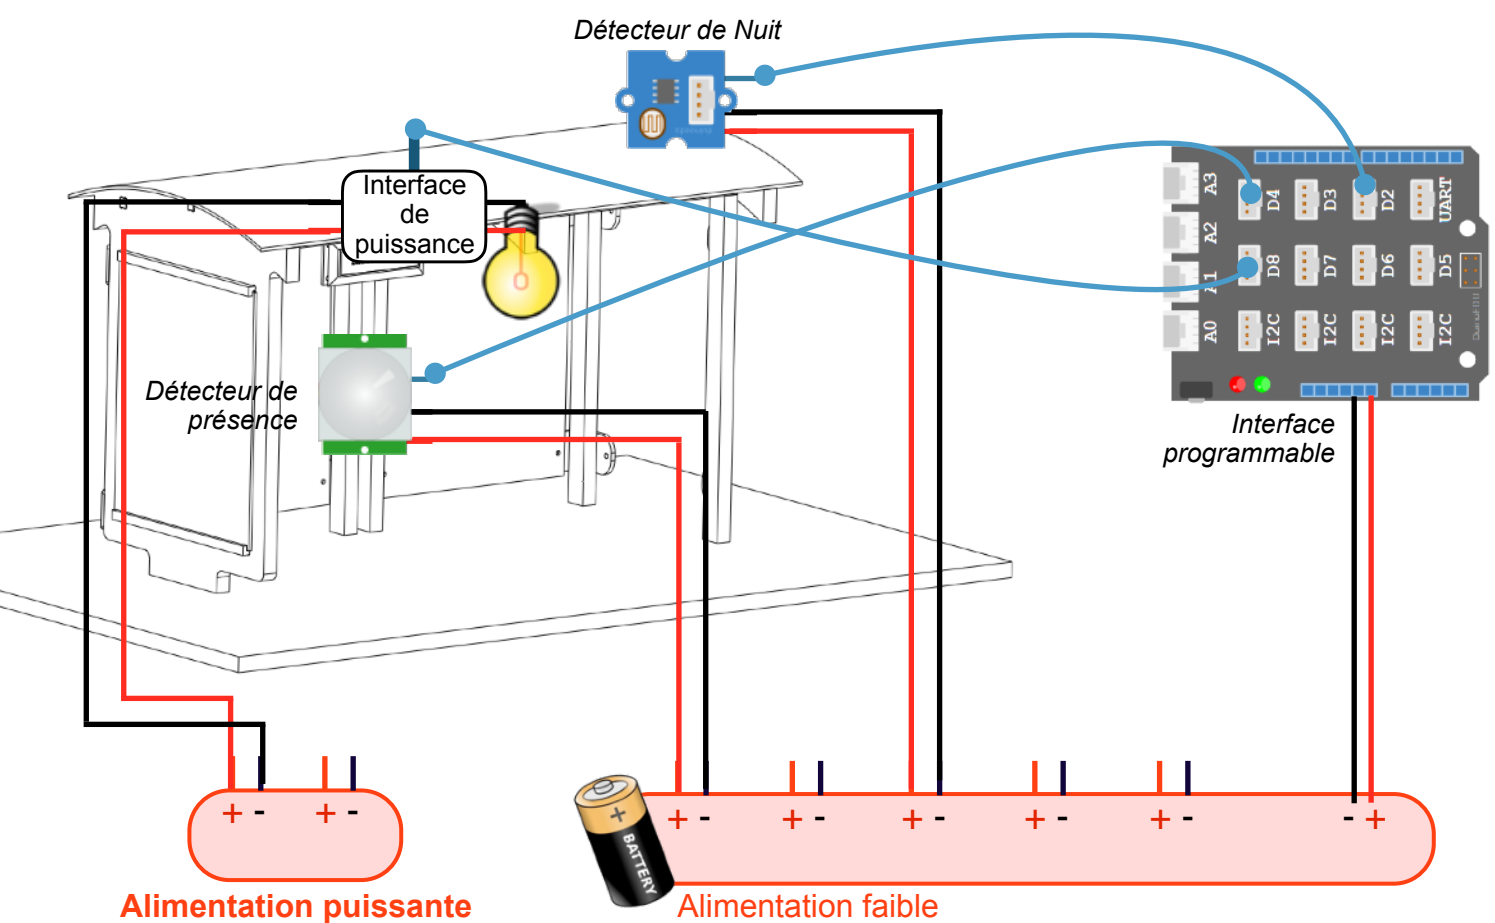 Détecteur de Nuit
Interface
de
puissance
Détecteur de
présence
A3
A2
A1
A0
D4
D3
D2
UART
D8
D7
D6
D5
I2C
I2C
I2C
I2C
Interface
programmable
+ -
+ -
+ -
+ -
+ -
+ -
+ -
- +
+
BATTERY
Alimentation puissante
Alimentation faible